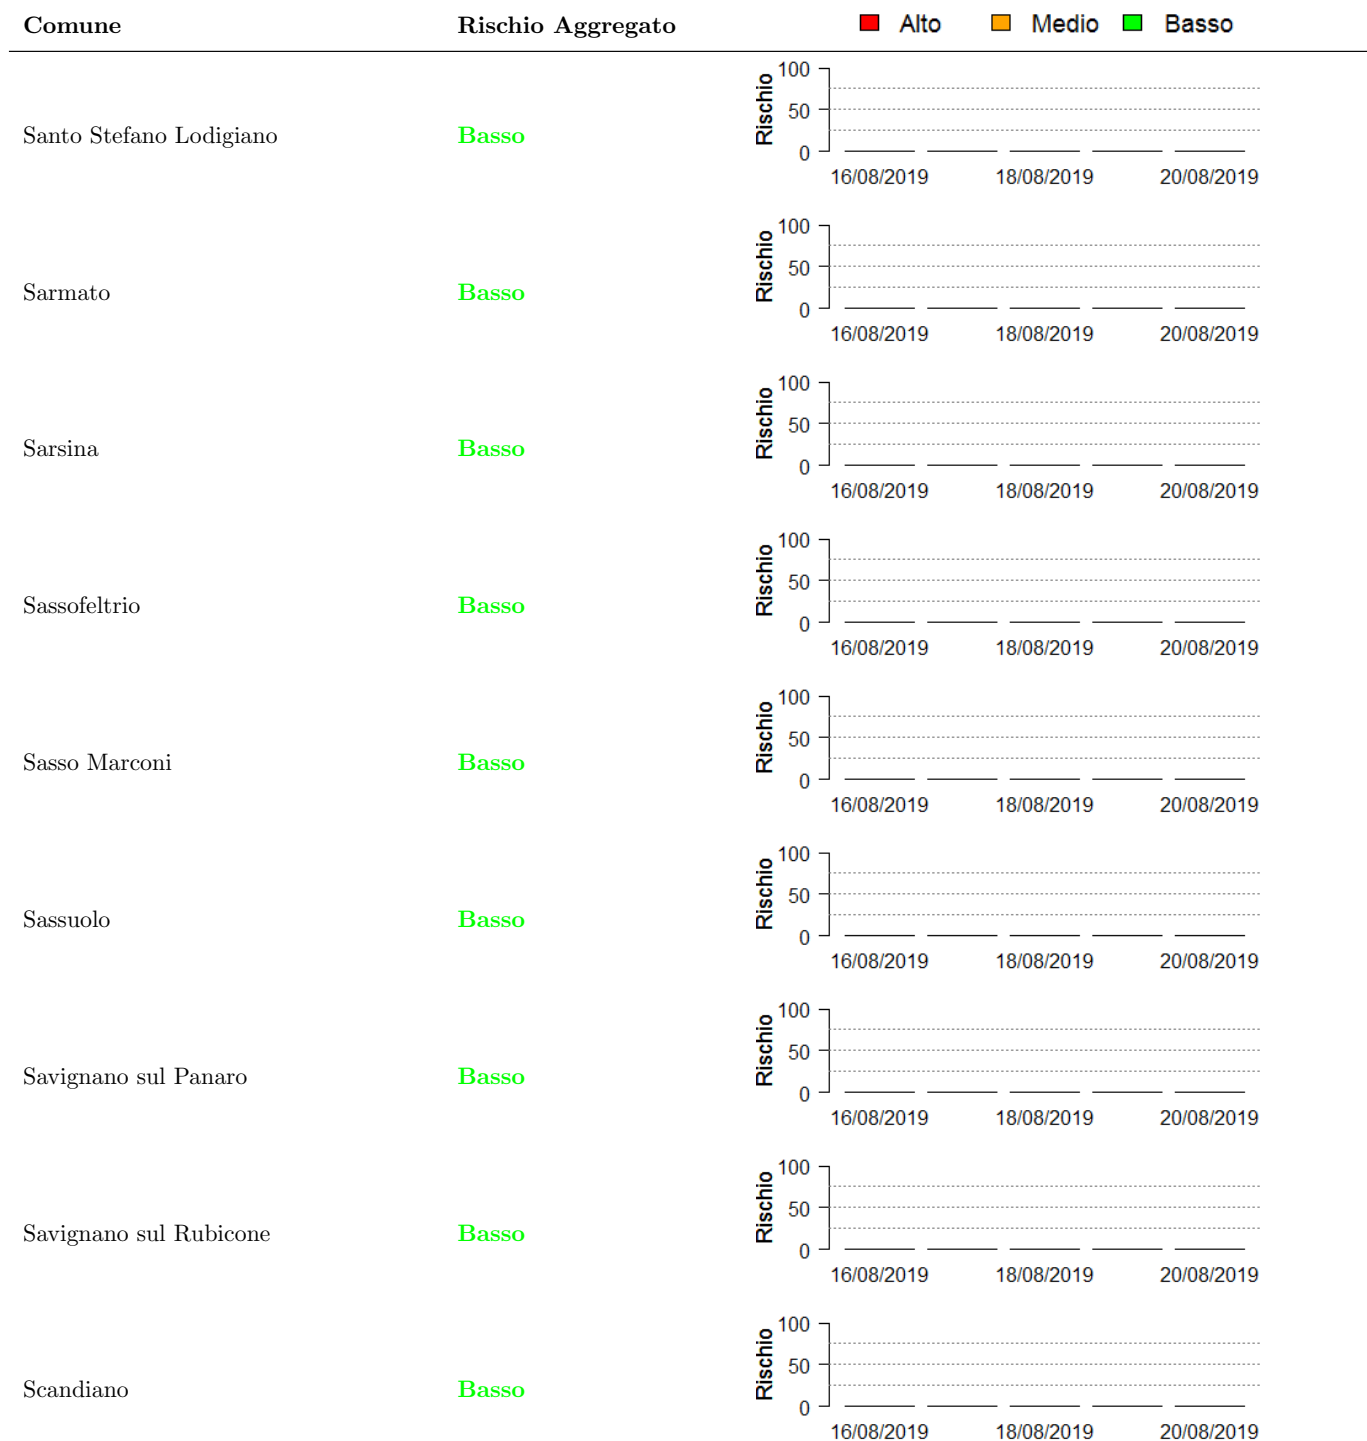 Comune Rischio Aggregato Alto Medio Basso
Santo Stefano Lodigiano Basso
Rischio
100
50
0
16/08/2019 18/08/2019 20/08/2019
Sarmato Basso
Rischio
100
50
0
16/08/2019 18/08/2019 20/08/2019
Sarsina Basso
Rischio
100
50
0
16/08/2019 18/08/2019 20/08/2019
Sassofeltrio Basso
Rischio
100
50
0
16/08/2019 18/08/2019 20/08/2019
Sasso Marconi Basso
Rischio
100
50
0
16/08/2019 18/08/2019 20/08/2019
Sassuolo Basso
Rischio
100
50
0
16/08/2019 18/08/2019 20/08/2019
Savignano sul Panaro Basso
Rischio
100
50
0
16/08/2019 18/08/2019 20/08/2019
Savignano sul Rubicone Basso
Rischio
100
50
0
16/08/2019 18/08/2019 20/08/2019
Scandiano Basso
Rischio
100
50
0
16/08/2019 18/08/2019 20/08/2019